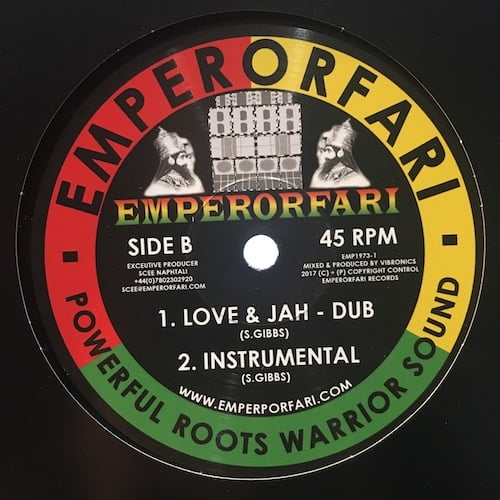 EMPERORFARI
EMPERORFARI
SIDE B
45 RPM
EXCEUTIVE PRODUCER
SCEE NAPHTALI
+44(0)7802302920
SCEE@EMPERORFARI.COM
EMP1973-1
MIXED & PRODUCED BY VIBRONICS
2017 (C) + (P) COPYRIGHT CONTROL
EMPERORFARI RECORDS
1. LOVE & JAH - DUB
(S.GIBBS)
2. INSTRUMENTAL
(S.GIBBS)
WWW.EMPERPORFARI.COM
POWERFUL ROOTS WARRIOR SOUND